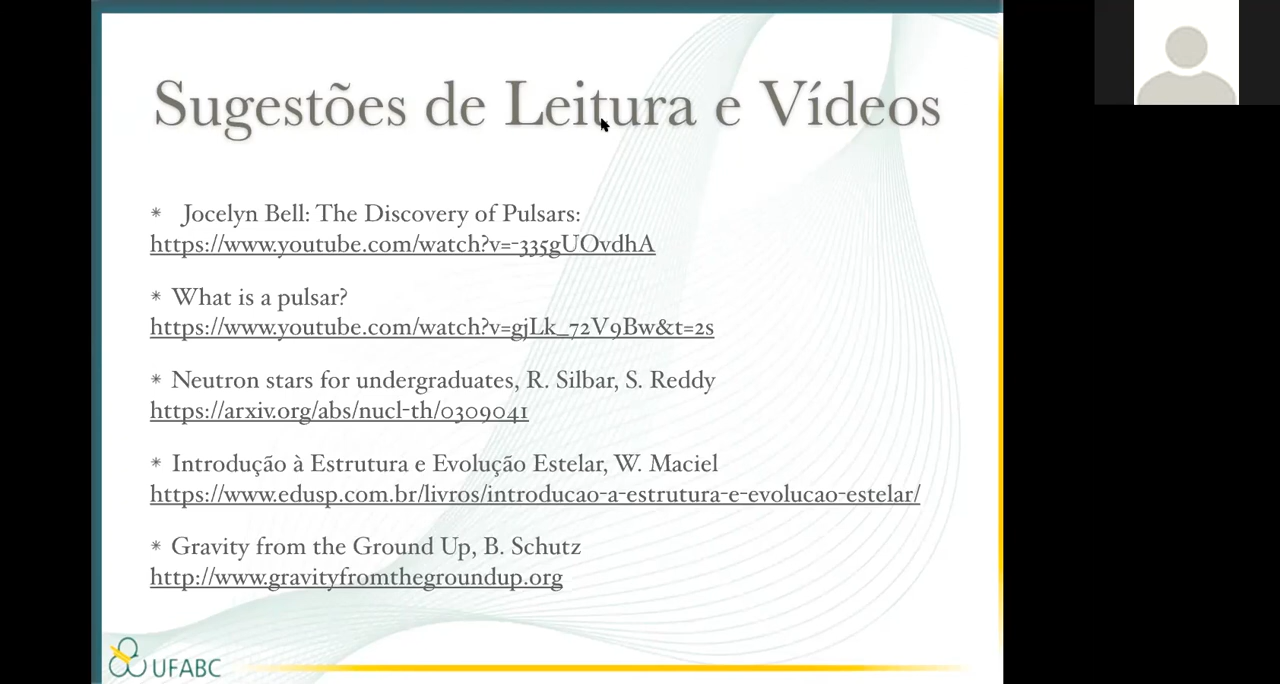 Sugestões de Leitura e Vídeos
* Jocelyn Bell: The Discovery of Pulsars:
https://www.youtube.com/watch?v=-335gUOvdhA
* What is a pulsar?
https://www.youtube.com/watch?v=gjLk_72V9Bw&t=2s
* Neutron stars for undergraduates, R. Silbar, S. Reddy
https://arxiv.org/abs/nucl-th/0309041
* Introdução à Estrutura e Evolução Estelar, W. Maciel
https://www.edusp.com.br/livros/introducao-a-estrutura-e-evolucao-estelar/
* Gravity from the Ground Up, B. Schutz
http://www.gravityfromthegroundup.org
UFABC